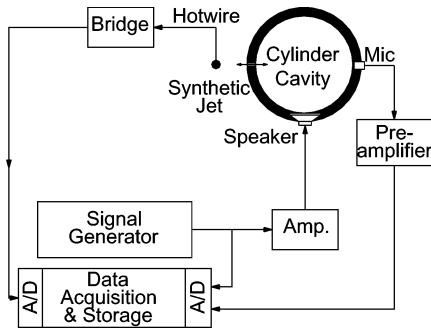 Bridge
Hotwire
Cylinder
Cavity
Mic
Synthetic
Jet
Speaker
Pre-
amplifier
Signal
Generator
Amp.
A/D
Data
Acquisition
& Storage
A/D